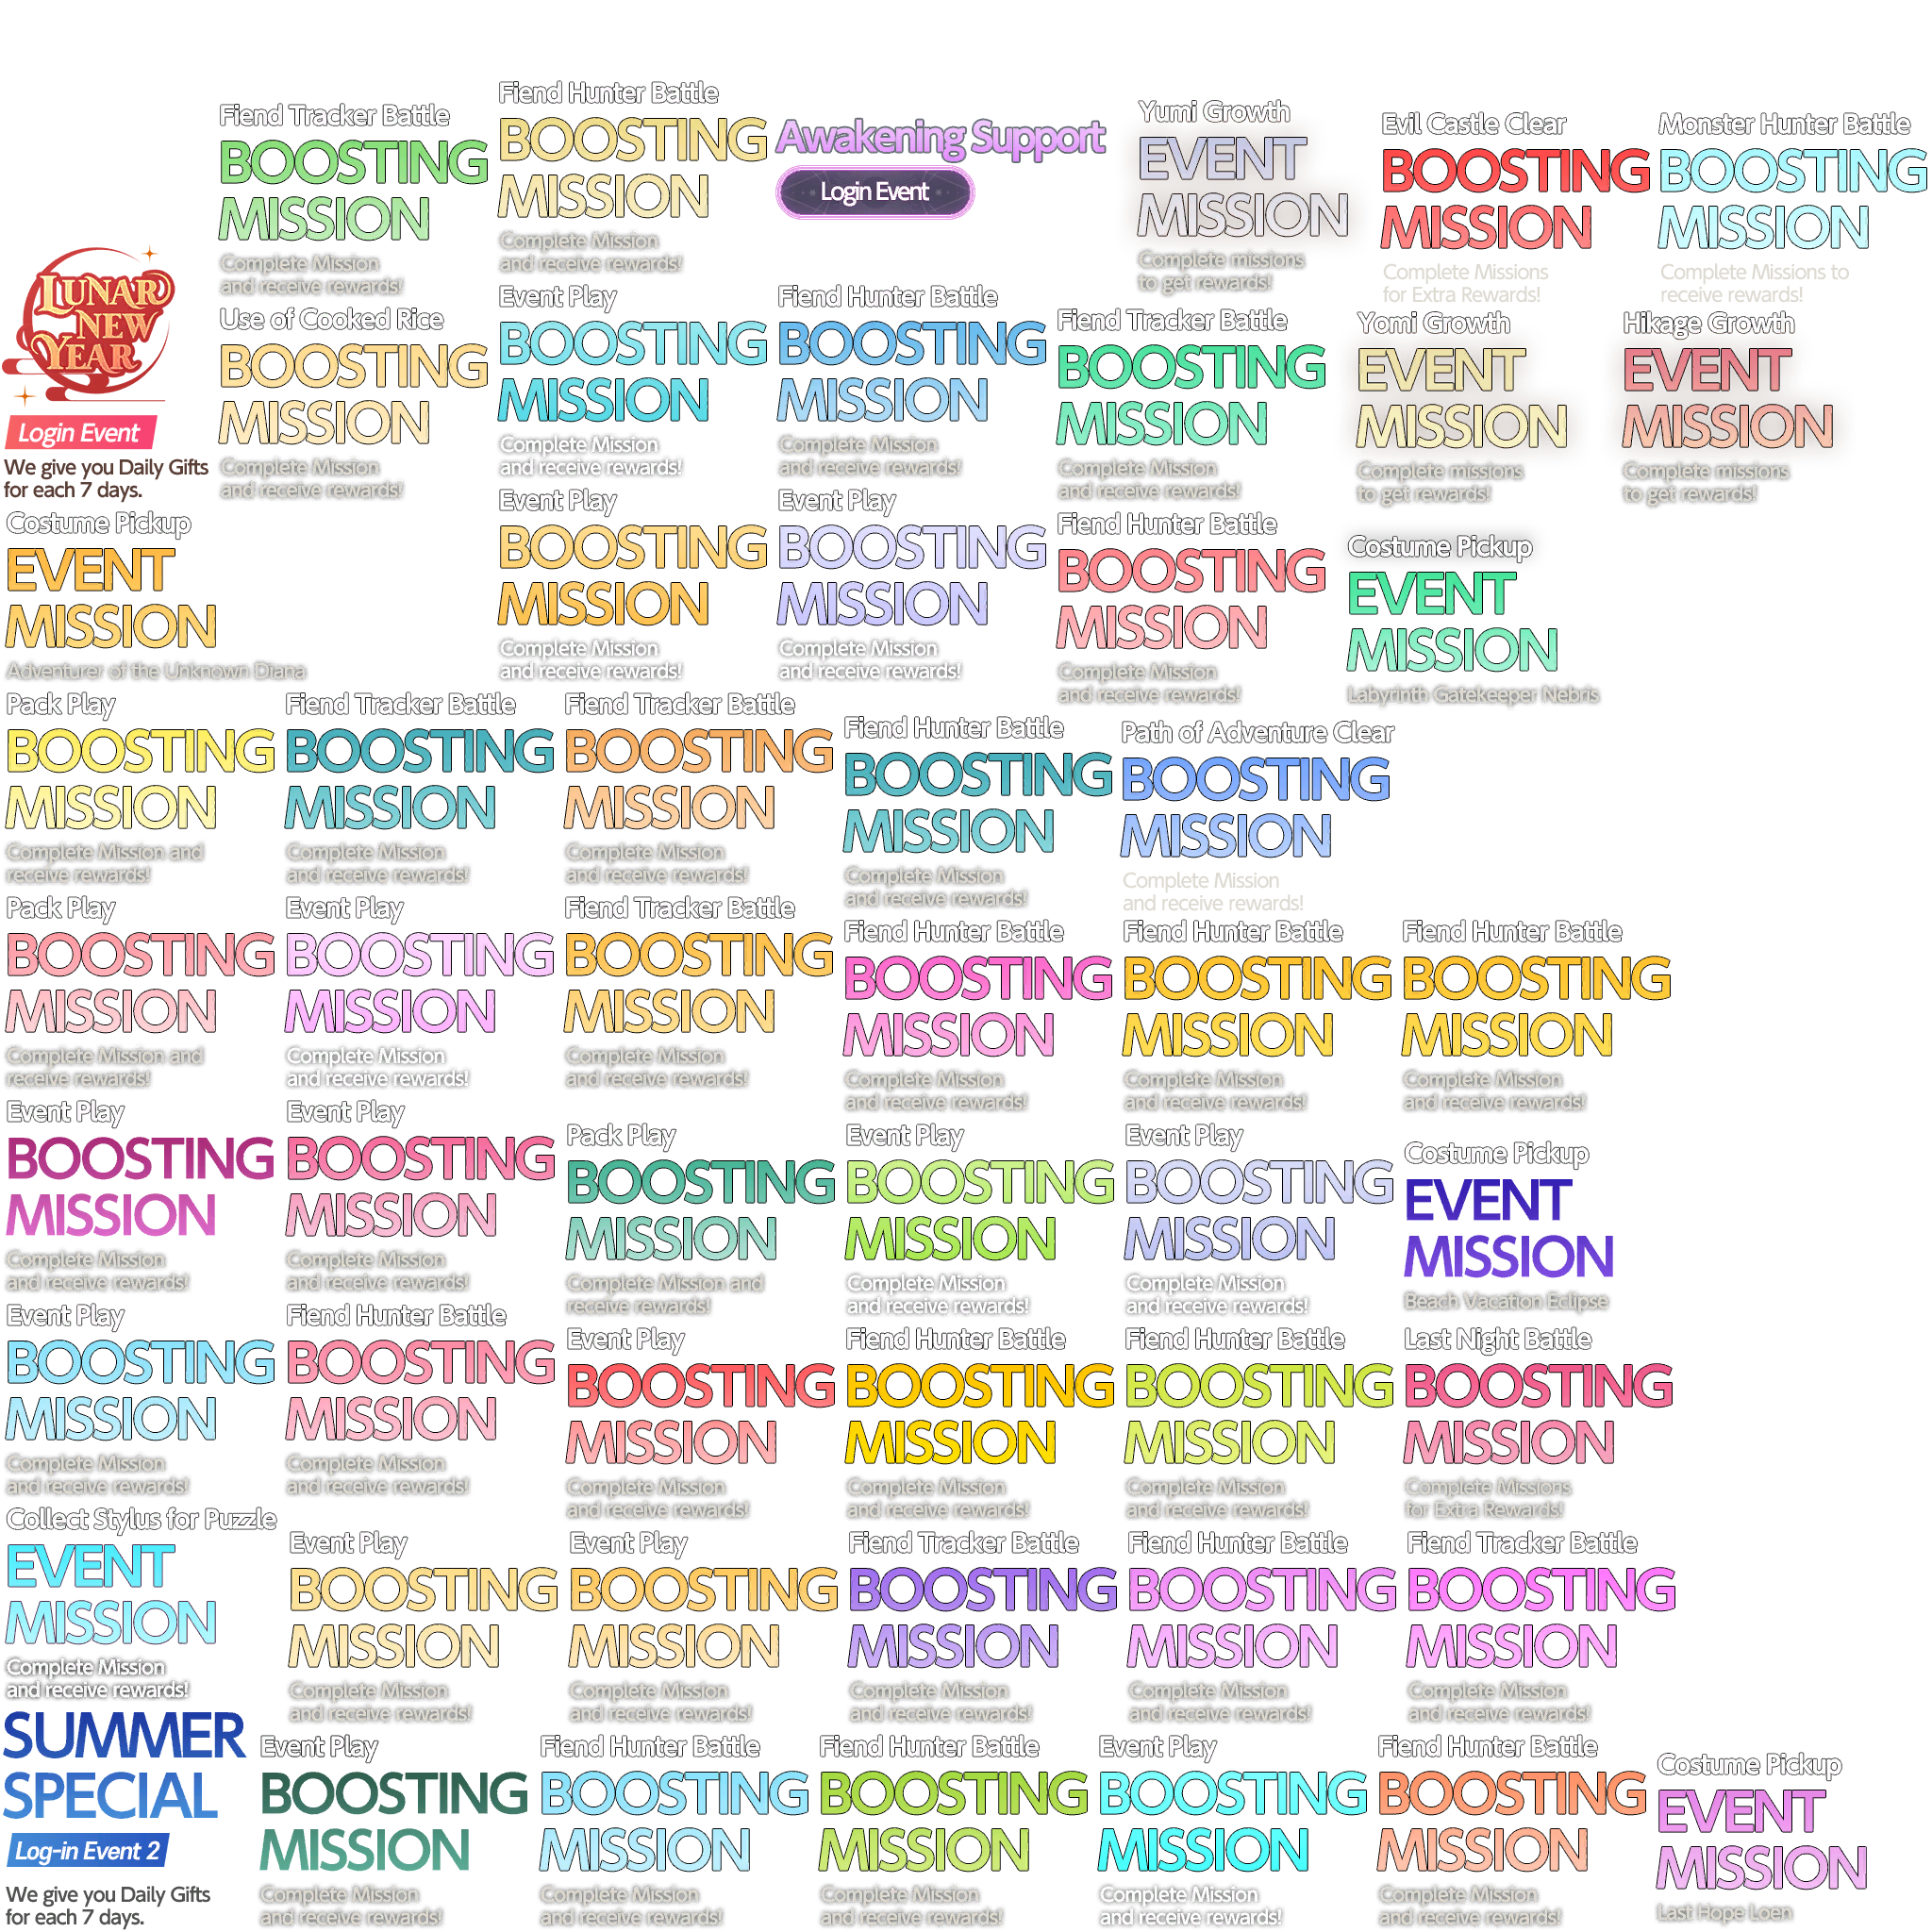 Fiend Tracker Battle
BOOSTING
MISSION
Complete Mission
and receive rewards!
Fiend Hunter Battle
BOOSTING
MISSION
Complete Mission
and receive rewards!
Awakening Support
Login Event
Yumi Growth
EVENT
MISSION
Complete missions
to get rewards!
Evil Castle Clear
BOOSTING
MISSION
Complete Missions
for Extra Rewards!
Monster Hunter Battle
BOOSTING
MISSION
Complete Missions to
receive rewards!
LUNAR
NEW
YEAR
Login Event
We give you Daily Gifts
for each 7 days.
Use of Cooked Rice
BOOSTING
MISSION
Complete Mission
and receive rewards!
Event Play
BOOSTING
MISSION
Complete Mission
and receive rewards!
Fiend Hunter Battle
BOOSTING
MISSION
Complete Mission
and receive rewards!
Fiend Tracker Battle
BOOSTING
MISSION
Complete Mission
and receive rewards!
Yomi Growth
EVENT
MISSION
Complete missions
to get rewards!
Hikage Growth
EVENT
MISSION
Complete missions
to get rewards!
Costume Pickup
EVENT
MISSION
Adventurer of the Unknown Diana
Event Play
BOOSTING
MISSION
Complete Mission
and receive rewards!
Event Play
BOOSTING
MISSION
Complete Mission
and receive rewards!
Fiend Hunter Battle
BOOSTING
MISSION
Complete Mission
and receive rewards!
Costume Pickup
EVENT
MISSION
Labyrinth Gatekeeper Nebris
Pack Play
BOOSTING
MISSION
Complete Mission and
receive rewards!
Fiend Tracker Battle
BOOSTING
MISSION
Complete Mission
and receive rewards!
Fiend Tracker Battle
BOOSTING
MISSION
Complete Mission
and receive rewards!
Fiend Hunter Battle
BOOSTING
MISSION
Complete Mission
and receive rewards!
Path of Adventure Clear
BOOSTING
MISSION
Complete Mission
and receive rewards!
Pack Play
BOOSTING
MISSION
Complete Mission and
receive rewards!
Event Play
BOOSTING
MISSION
Complete Mission
and receive rewards!
Fiend Tracker Battle
BOOSTING
MISSION
Complete Mission
and receive rewards!
Fiend Hunter Battle
BOOSTING
MISSION
Complete Mission
and receive rewards!
Fiend Hunter Battle
BOOSTING
MISSION
Complete Mission
and receive rewards!
Fiend Hunter Battle
BOOSTING
MISSION
Complete Mission
and receive rewards!
Event Play
BOOSTING
MISSION
Complete Mission
and receive rewards!
Event Play
BOOSTING
MISSION
Complete Mission
and receive rewards!
Pack Play
BOOSTING
MISSION
Complete Mission and
receive rewards!
Event Play
BOOSTING
MISSION
Complete Mission
and receive rewards!
Event Play
BOOSTING
MISSION
Complete Mission
and receive rewards!
Costume Pickup
EVENT
MISSION
Beach Vacation Eclipse
Event Play
BOOSTING
MISSION
Complete Mission
and receive rewards!
Fiend Hunter Battle
BOOSTING
MISSION
Complete Mission
and receive rewards!
Event Play
BOOSTING
MISSION
Complete Mission
and receive rewards!
Fiend Hunter Battle
BOOSTING
MISSION
Complete Mission
and receive rewards!
Fiend Hunter Battle
BOOSTING
MISSION
Complete Mission
and receive rewards!
Last Night Battle
BOOSTING
MISSION
Complete Missions
for Extra Rewards!
Collect Stylus for Puzzle
EVENT
MISSION
Complete Mission
and receive rewards!
Event Play
BOOSTING
MISSION
Complete Mission
and receive rewards!
Event Play
BOOSTING
MISSION
Complete Mission
and receive rewards!
Fiend Tracker Battle
BOOSTING
MISSION
Complete Mission
and receive rewards!
Fiend Hunter Battle
BOOSTING
MISSION
Complete Mission
and receive rewards!
Fiend Tracker Battle
BOOSTING
MISSION
Complete Mission
and receive rewards!
SUMMER
SPECIAL
Log-in Event 2
We give you Daily Gifts
for each 7 days.
Event Play
BOOSTING
MISSION
Complete Mission
and receive rewards!
Fiend Hunter Battle
BOOSTING
MISSION
Complete Mission
and receive rewards!
Fiend Hunter Battle
BOOSTING
MISSION
Complete Mission
and receive rewards!
Event Play
BOOSTING
MISSION
Complete Mission
and receive rewards!
Fiend Hunter Battle
BOOSTING
MISSION
Complete Mission
and receive rewards!
Costume Pickup
EVENT
MISSION
Last Hope Loen